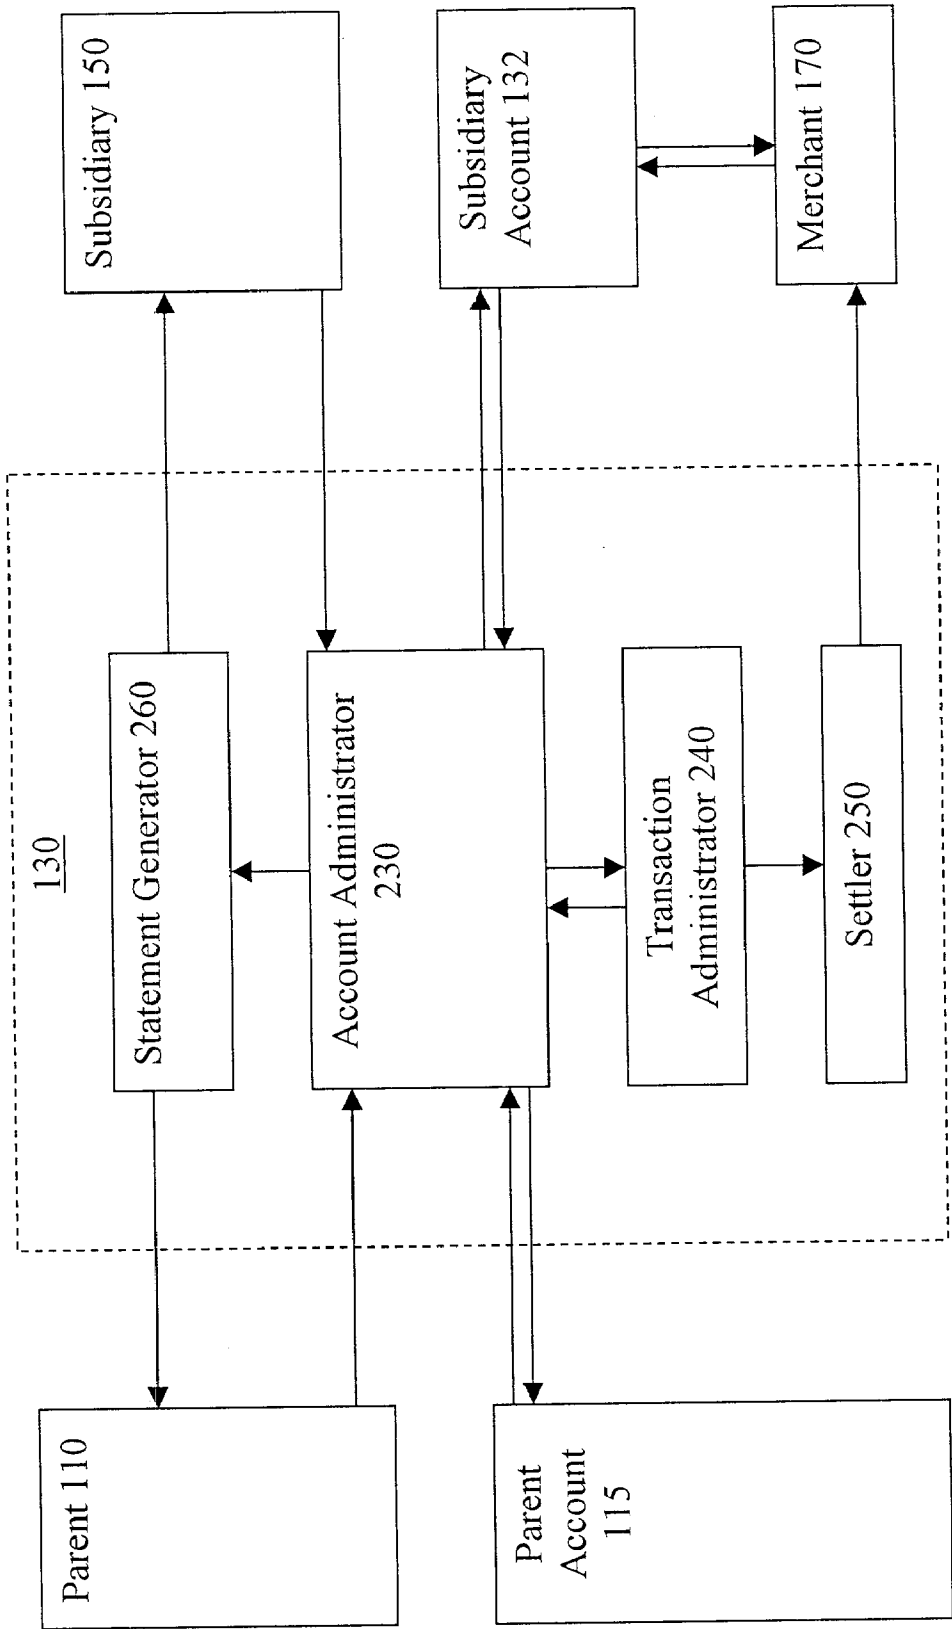 130
Parent 110
Parent
Account
115
Statement Generator 260
Account Administrator
230
Transaction
Administrator 240
Settler 250
Subsidiary 150
Subsidiary
Account 132
Merchant 170